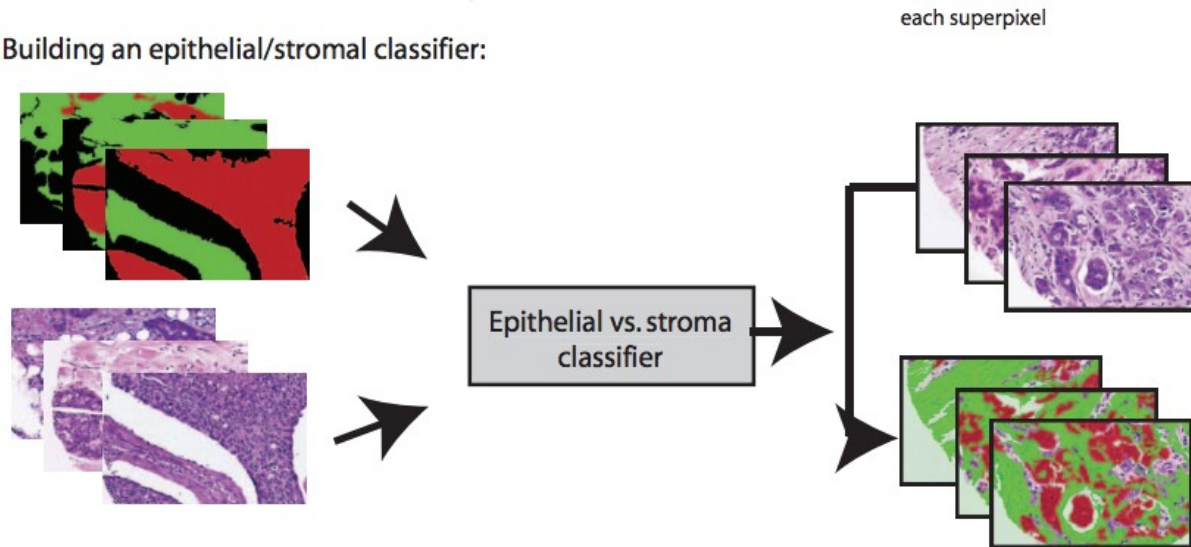 each superpixel
Building an epithelial/stromal classifier:
Epithelial vs. stroma
classifier